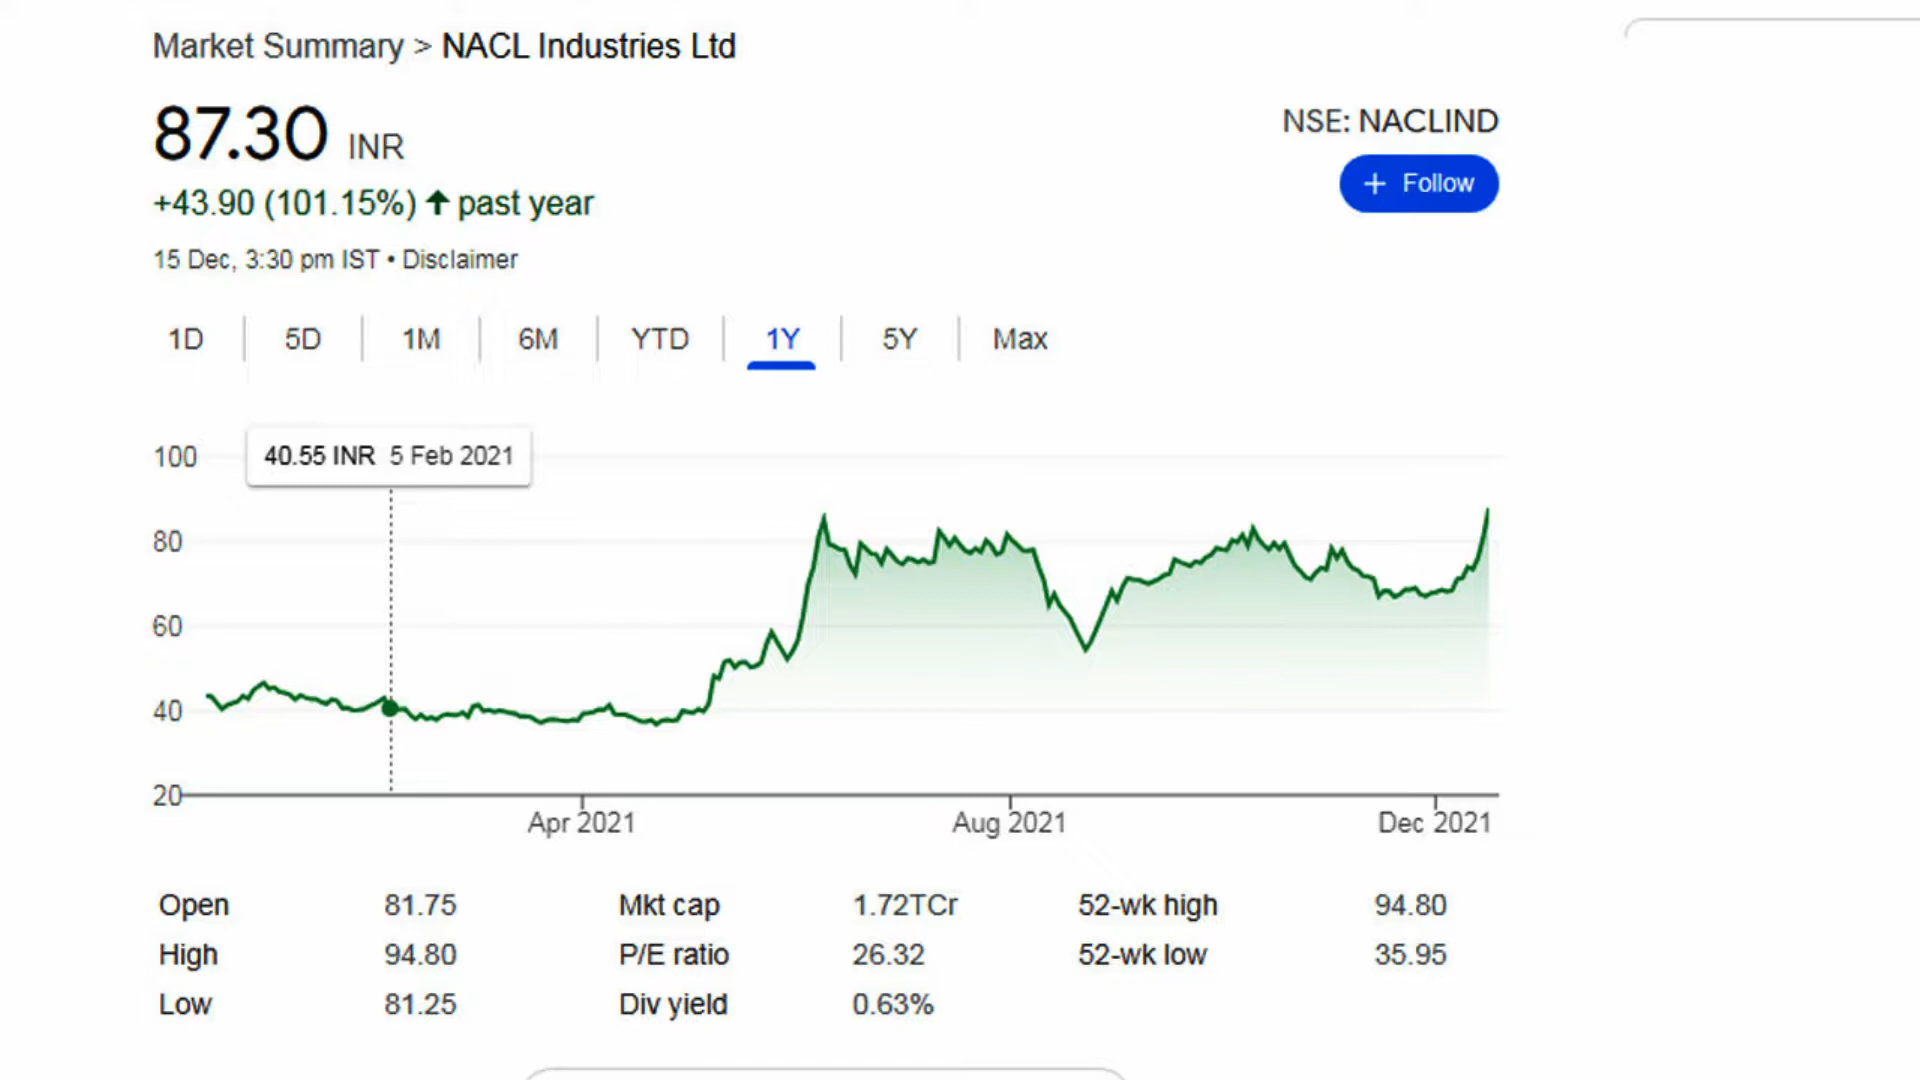 Market Summary > NACL Industries Ltd
87.30 INR
NSE: NACLIND
+ Follow
+43.90 (101.15%) ↑ past year
15 Dec, 3:30 pm IST • Disclaimer
1D 5D 1M 6M YTD 1Y 5Y Max
40.55 INR 5 Feb 2021
100
80
60
40
20
Apr 2021 Aug 2021 Dec 2021
Open 81.75 Mkt cap 1.72TCr 52-wk high 94.80
High 94.80 P/E ratio 26.32 52-wk low 35.95
Low 81.25 Div yield 0.63%